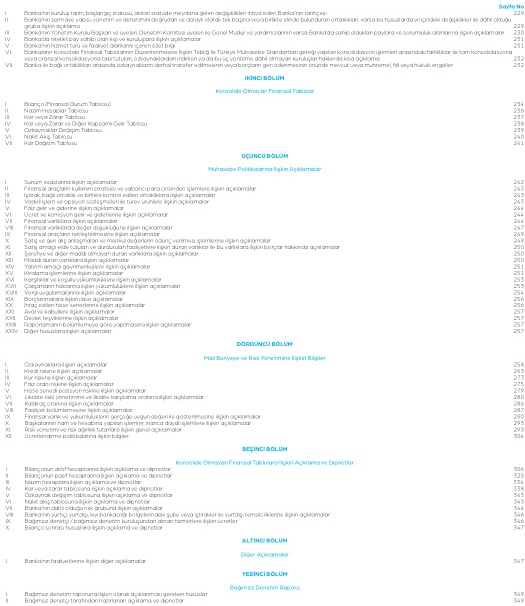 Sayfa No
I. Banka'nın kuruluş tarihi, başlangıç statüsü, anılan statüde meydana gelen değişiklikleri ihtiva eden Banka'nın tarihçesi 229
II. Banka'nın sermaye yapısı, yönetim ve denetimini doğrudan ve dolaylı olarak tek başına veya birlikte elinde bulunduran ortakları, varsa bu hususlarda yıl içindeki değişiklikler ile dahil olduğu
gruba ilişkin açıklama 229
III. Banka'nın Yönetim Kurulu Başkan ve üyeleri, Denetim Komitesi üyeleri ile Genel Müdür ve yardımcılarının varsa Banka'da sahip oldukları paylara ve sorumluluk alanlarına ilişkin açıklamalar 230
IV. Banka'da nitelikli pay sahibi olan kişi ve kuruluşlara ilişkin açıklamalar 231
V. Banka'nın hizmet türü ve faaliyet alanlarını içeren özet bilgi 231
VI. Bankaların Konsolide Finansal Tablolarının Düzenlenmesine İlişkin Tebliğ ile Türkiye Muhasebe Standartları gereği yapılan konsolidasyon işlemleri arasındaki farklılıklar ile tam konsolidasyona
veya oransal konsolidasyona tabi tutulan, özkaynaklardan indirilen ya da bu üç yönteme dahil olmayan kuruluşlar hakkında kısa açıklama 232
VII. Banka ile bağlı ortaklıkları arasında özkaynakların derhal transfer edilmesinin veya borçların geri ödenmesinin önünde mevcut veya muhtemel, fiili veya hukuki engeller 232
İKİNCİ BÖLÜM
Konsolide Olmayan Finansal Tablolar
I. Bilanço (Finansal Durum Tablosu) 234
II. Nazım Hesaplar Tablosu 236
III. Kar veya Zarar Tablosu 237
IV. Kar veya Zarar ve Diğer Kapsamlı Gelir Tablosu 238
V. Özkaynaklar Değişim Tablosu 239
VI. Nakit Akış Tablosu 240
VII. Kar Dağıtım Tablosu 241
ÜÇÜNCÜ BÖLÜM
Muhasebe Politikalarına İlişkin Açıklamalar
I. Sunum esaslarına ilişkin açıklamalar 242
II. Finansal araçların kullanım stratejisi ve yabancı para cinsinden işlemlere ilişkin açıklamalar 243
III. İştirak, bağlı ortaklık ve birlikte kontrol edilen ortaklıklara ilişkin açıklamalar 243
IV. Vadeli işlem ve opsiyon sözleşmeleri ile türev ürünlere ilişkin açıklamalar 243
V. Faiz gelir ve giderine ilişkin açıklamalar 244
VI. Ücret ve komisyon gelir ve giderlerine ilişkin açıklamalar 244
VII. Finansal varlıklara ilişkin açıklamalar 244
VIII. Finansal varlıklarda değer düşüklüğüne ilişkin açıklamalar 247
IX. Finansal araçların netleştirilmesine ilişkin açıklamalar 249
X. Satış ve geri alış anlaşmaları ve menkul değerlerin ödünç verilmesi işlemlerine ilişkin açıklamalar 249
XI. Satış amaçlı elde tutulan ve durdurulan faaliyetlere ilişkin duran varlıklar ile bu varlıklara ilişkin borçlar hakkında açıklamalar 250
XII. Şerefiye ve diğer maddi olmayan duran varlıklara ilişkin açıklamalar 250
XIII. Maddi duran varlıklara ilişkin açıklamalar 250
XIV. Yatırım amaçlı gayrimenkullere ilişkin açıklamalar 251
XV. Kiralama işlemlerine ilişkin açıklamalar 251
XVI. Karşılıklar ve koşullu yükümlülüklere ilişkin açıklamalar 253
XVII. Çalışanların haklarına ilişkin yükümlülüklere ilişkin açıklamalar 253
XVIII. Vergi uygulamalarına ilişkin açıklamalar 254
XIX. Borçlanmalara ilişkin ilave açıklamalar 256
XX. İhraç edilen hisse senetlerine ilişkin açıklamalar 256
XXI. Aval ve kabullere ilişkin açıklamalar 257
XXII. Devlet teşviklerine ilişkin açıklamalar 257
XXIII. Raporlamanın bölümlemeye göre yapılmasına ilişkin açıklamalar 257
XXIV. Diğer hususlara ilişkin açıklamalar 257
DÖRDÜNCÜ BÖLÜM
Mali Bünyeye ve Risk Yönetimine İlişkin Bilgiler
I. Özkaynaklara ilişkin açıklamalar 258
II. Kredi riskine ilişkin açıklamalar 263
III. Kur riskine ilişkin açıklamalar 273
IV. Faiz oranı riskine ilişkin açıklamalar 275
V. Hisse senedi pozisyon riskine ilişkin açıklamalar 279
VI. Likidite riski yönetimi ve likidite karşılama oranına ilişkin açıklamalar 280
VII. Kaldıraç oranına ilişkin açıklamalar 286
VIII. Faaliyet bölümlemesine ilişkin açıklamalar 287
IX. Finansal varlık ve yükümlülüklerin gerçeğe uygun değeri ile gösterilmesine ilişkin açıklamalar 290
X. Başkalarının nam ve hesabına yapılan işlemler, inanca dayalı işlemlere ilişkin açıklamalar 293
XI. Risk yönetimi ve risk ağırlıklı tutarlara ilişkin genel açıklamalar 293
XII. Ücretlendirme politikalarına ilişkin bilgiler 304
BEŞİNCİ BÖLÜM
Konsolide Olmayan Finansal Tablolara İlişkin Açıklama ve Dipnotlar
I. Bilançonun aktif hesaplarına ilişkin açıklama ve dipnotlar 306
II. Bilançonun pasif hesaplarına ilişkin açıklama ve dipnotlar 325
III. Nazım hesaplara ilişkin açıklama ve dipnotlar 334
IV. Kar veya zarar tablosuna ilişkin açıklama ve dipnotlar 338
V. Özkaynak değişim tablosuna ilişkin açıklama ve dipnotlar 343
VI. Nakit akış tablosuna ilişkin açıklama ve dipnotlar 343
VII. Banka'nın dahil olduğu risk grubuna ilişkin açıklamalar 344
VIII. Banka'nın yurtiçi, yurtdışı, kıyı bankacılığı bölgelerindeki şube veya iştirakler ile yurtdışı temsilciliklerine ilişkin açıklamalar 346
IX. Bağımsız denetçi / bağımsız denetim kuruluşundan alınan hizmetlere ilişkin ücretler 346
X. Bilanço sonrası hususlara ilişkin açıklama ve dipnotlar 347
ALTINCI BÖLÜM
Diğer Açıklamalar
I. Banka'nın faaliyetlerine ilişkin diğer açıklamalar 347
YEDİNCİ BÖLÜM
Bağımsız Denetim Raporu
I. Bağımsız denetim raporuna ilişkin olarak açıklanması gereken hususlar 349
II. Bağımsız denetçi tarafından hazırlanan açıklama ve dipnotlar 349